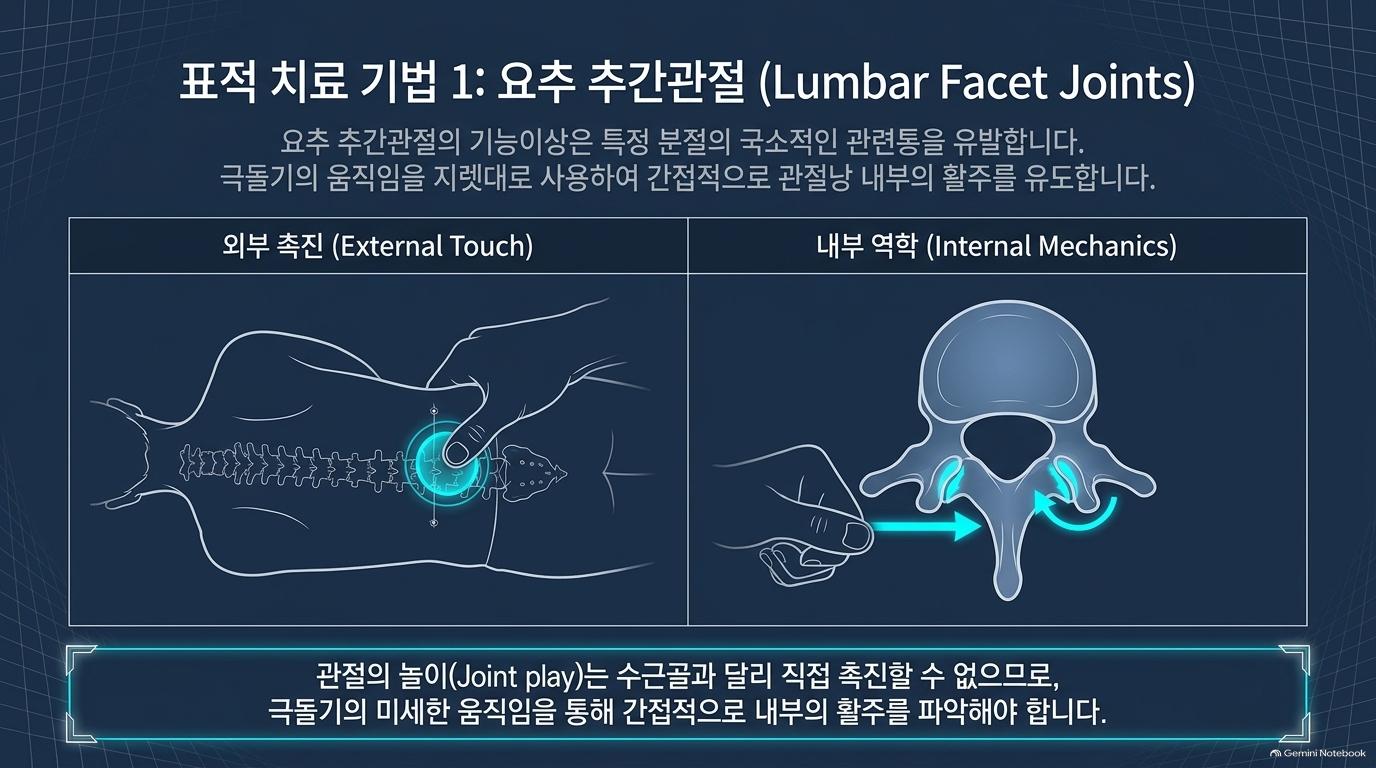 표적 치료 기법 1: 요추 추간관절 (Lumbar Facet Joints)
요추 추간관절의 기능이상은 특정 분절의 국소적인 관련통을 유발합니다.
극돌기의 움직임을 지렛대로 사용하여 간접적으로 관절낭 내부의 활주를 유도합니다.
외부 촉진 (External Touch)
내부 역학 (Internal Mechanics)
관절의 놀이(Joint play)는 수근골과 달리 직접 촉진할 수 없으므로,
극돌기의 미세한 움직임을 통해 간접적으로 내부의 활주를 파악해야 합니다.
Gemini Notebook